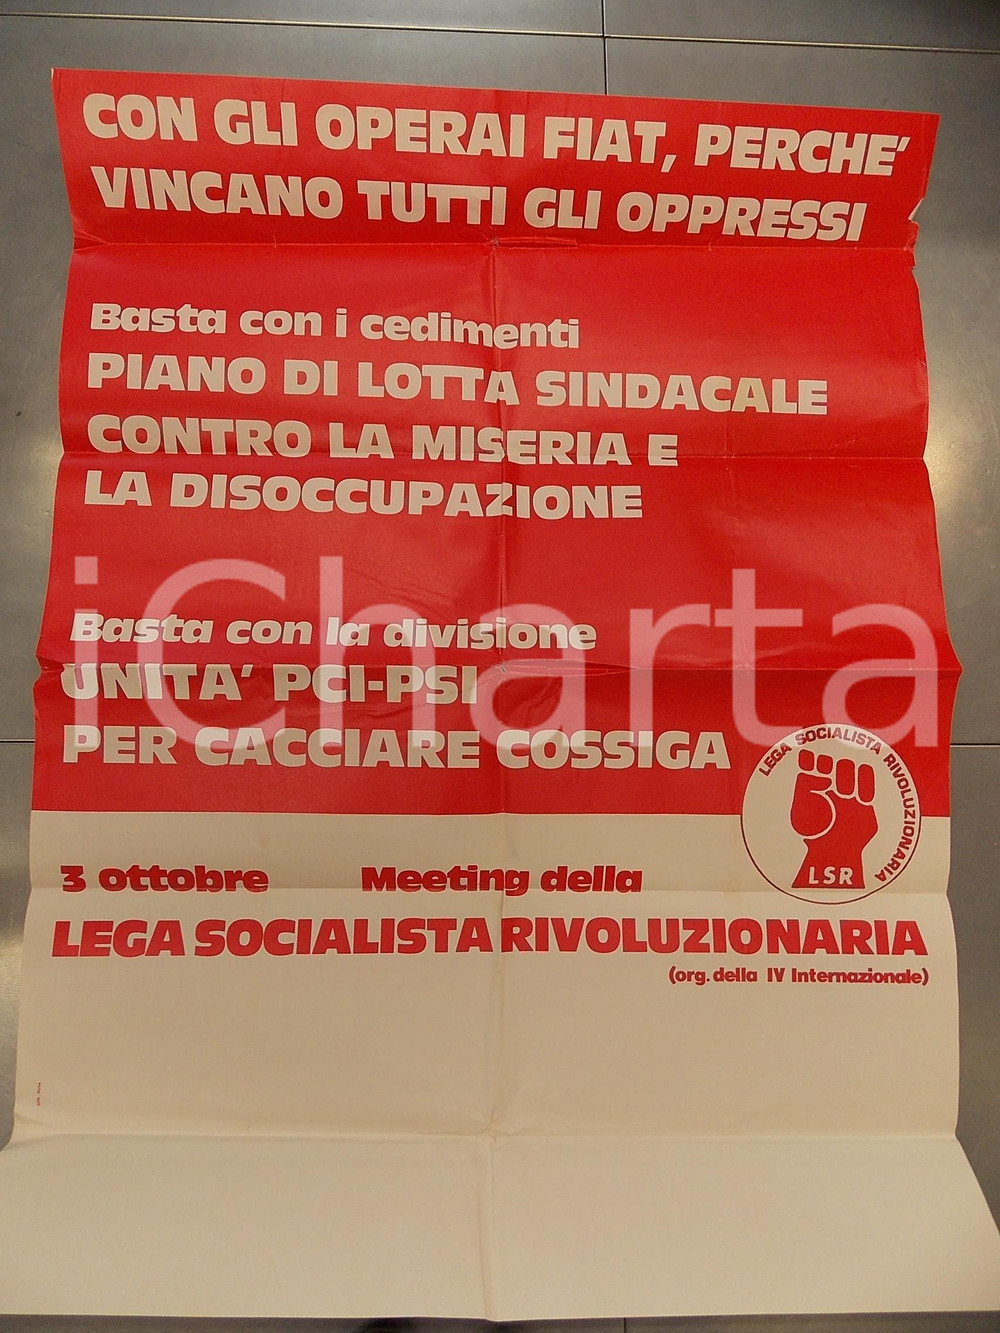 CON GLI OPERAI FIAT, PERCHE'
VINCANO TUTTI GLI OPPRESSI
Basta con i cedimenti
PIANO DI LOTTA SINDACALE
CONTRO LA MISERIA E
LA DISOCCUPAZIONE
iCharta
Basta con la divisione
UNITA' PCI-PSI
PER CACCIARE COSSIGA
LEGA SOCIALISTA RIVOLUZIONARIA
LSR
3 ottobre Meeting della
LEGA SOCIALISTA RIVOLUZIONARIA
(org. della IV Internazionale)